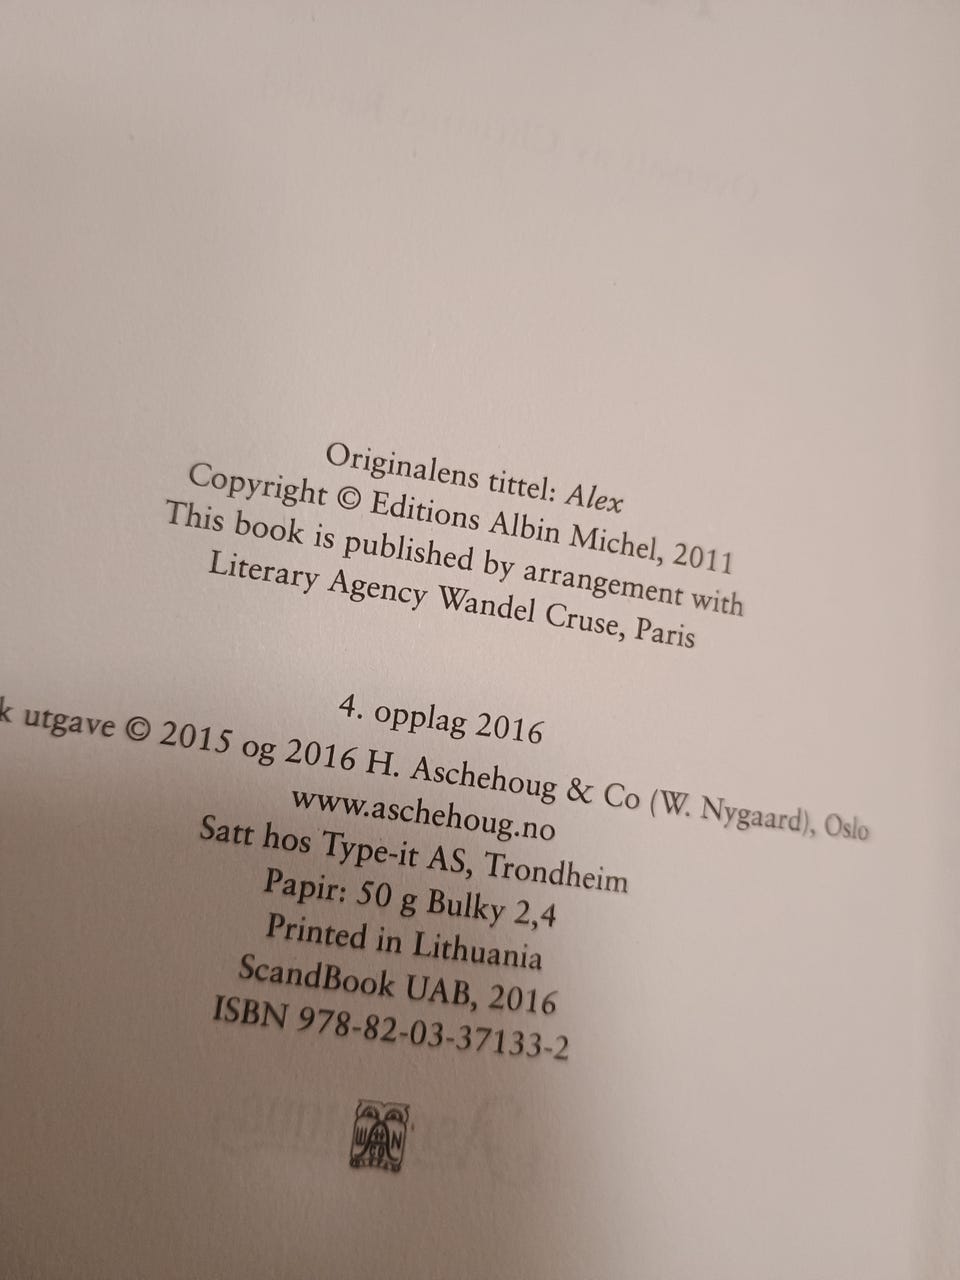 Originalens tittel: Alex
Copyright © Editions Albin Michel, 2011
This book is published by arrangement with
Literary Agency Wandel Cruse, Paris
4. opplag 2016
k utgave © 2015 og 2016 H. Aschehoug & Co (W. Nygaard), Oslo
www.aschehoug.no
Satt hos Type-it AS, Trondheim
Papir: 50 g Bulky 2,4
Printed in Lithuania
ScandBook UAB, 2016
ISBN 978-82-03-37133-2